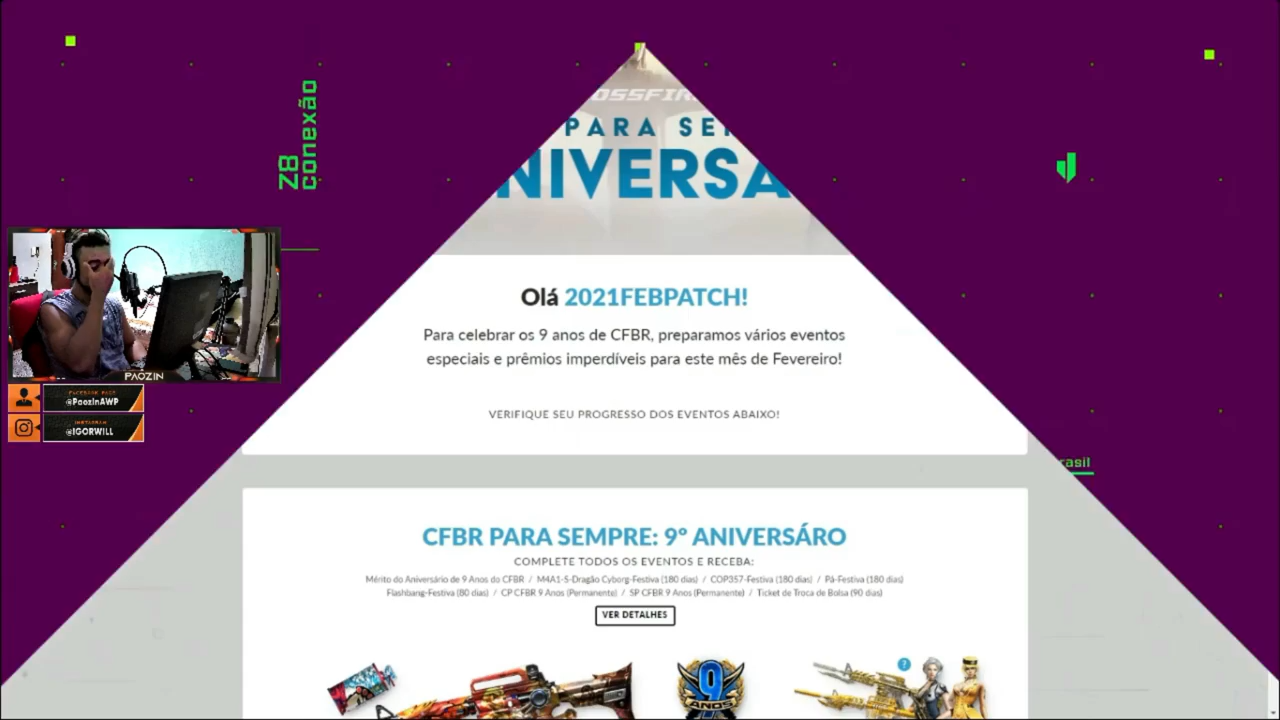 Z8
conexão
OSSFIR
PARA SE
NIVERSA
Olá 2021FEBPATCH!
Para celebrar os 9 anos de CFBR, preparamos vários eventos
especiais e prêmios imperdíveis para este mês de Fevereiro!
VERIFIQUE SEU PROGRESSO DOS EVENTOS ABAIXO!
PAOZIN
FACEBOOK PAGE
@PaozinAWP
INSTAGRAM
@IGORWILL
rasil
CFBR PARA SEMPRE: 9º ANIVERSÁRO
COMPLETE TODOS OS EVENTOS E RECEBA:
Mérito do Aniversário de 9 Anos do CFBR / M4A1-S-Dragão Cyborg-Festiva (180 dias) / COP357-Festiva (180 dias) / Pá-Festiva (180 dias)
Flashbang-Festiva (80 dias) / CP CFBR 9 Anos (Permanente) / SP CFBR 9 Anos (Permanente) / Ticket de Troca de Bolsa (90 dias)
VER DETALHES
?
9
ANOS